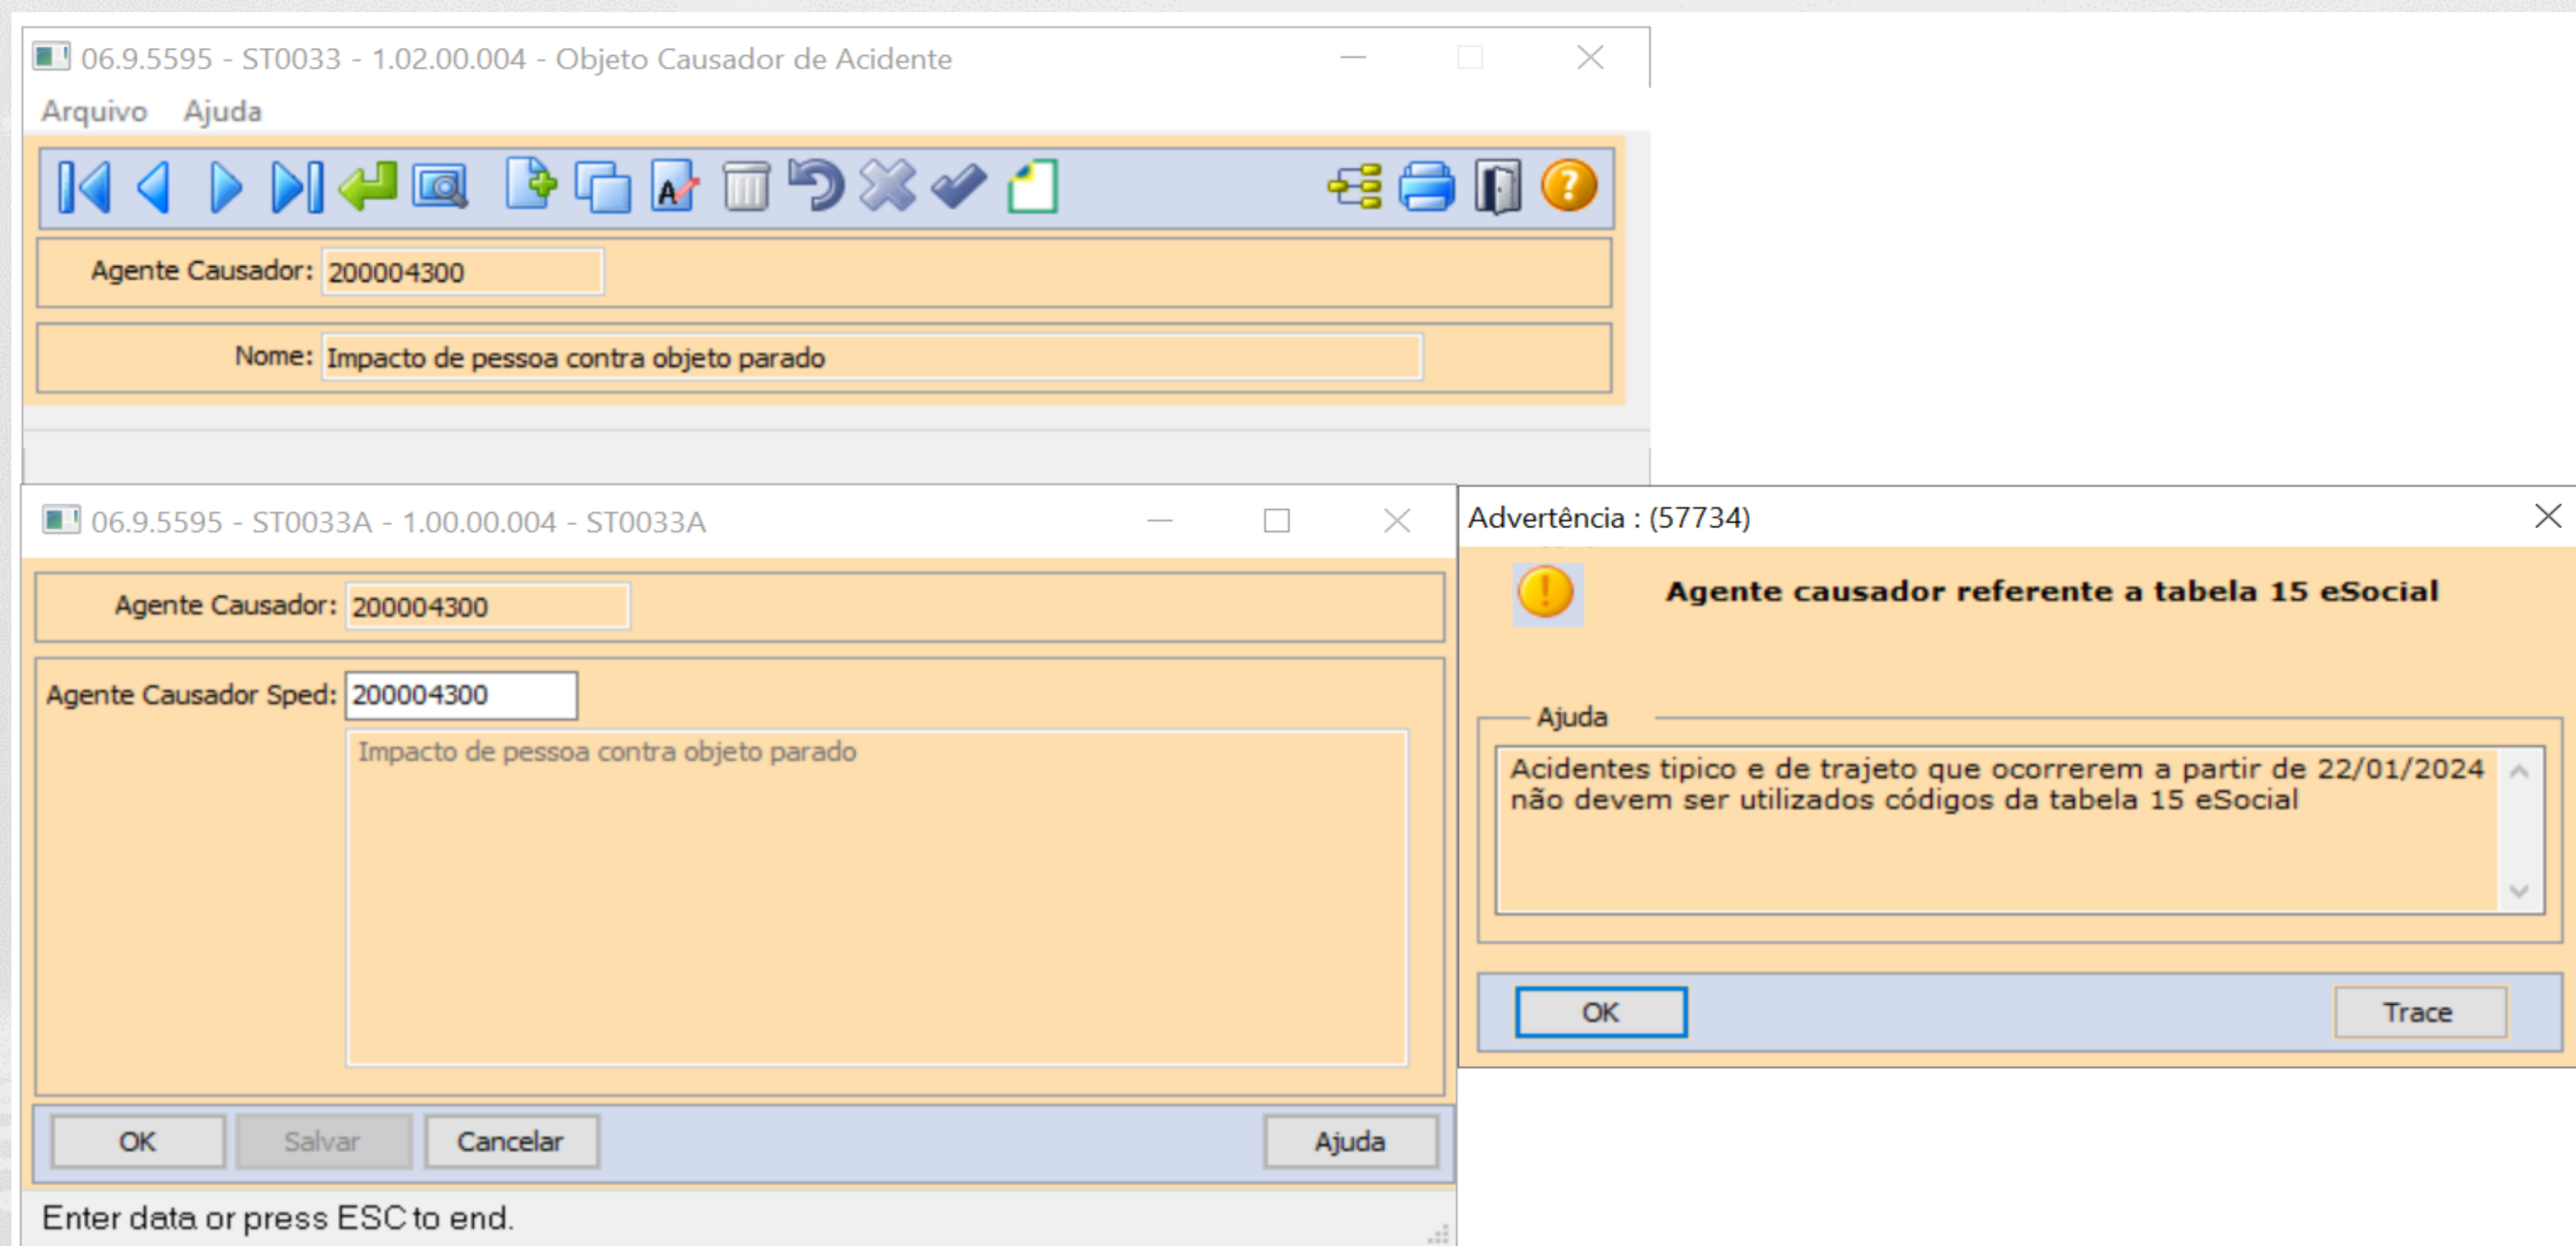 06.9.5595 - ST0033 - 1.02.00.004 - Objeto Causador de Acidente
Arquivo Ajuda
Agente Causador: 200004300
Nome: Impacto de pessoa contra objeto parado
06.9.5595 - ST0033A - 1.00.00.004 - ST0033A
Agente Causador: 200004300
Agente Causador Sped: 200004300
Impacto de pessoa contra objeto parado
OK Salvar Cancelar Ajuda
Enter data or press ESC to end.
Advertência : (57734)
Agente causador referente a tabela 15 eSocial
Ajuda
Acidentes tipico e de trajeto que ocorrerem a partir de 22/01/2024
não devem ser utilizados códigos da tabela 15 eSocial
OK Trace